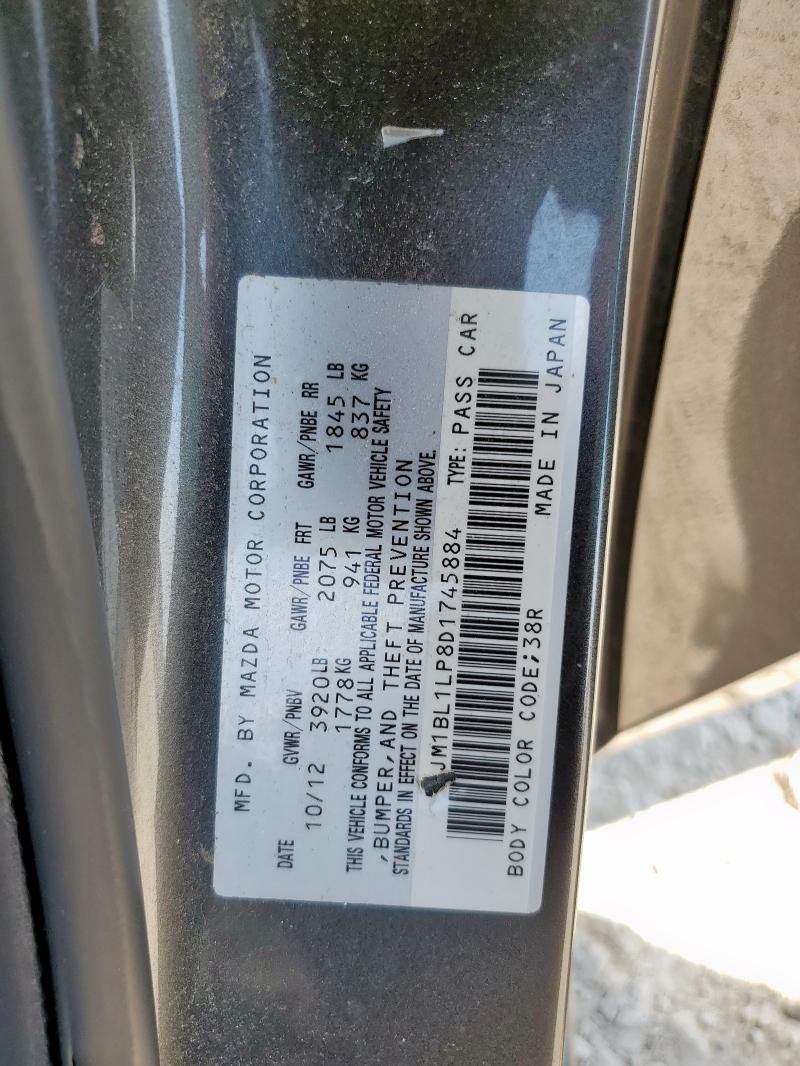 MFD. BY MAZDA MOTOR CORPORATION
DATE GVWR/PNBV GAWR/PNBE FRT GAWR/PNBE RR
10/12 3920LB 2075 LB 1845 LB
1778KG 941 KG 837 KG
THIS VEHICLE CONFORMS TO ALL APPLICABLE FEDERAL MOTOR VEHICLE SAFETY
,BUMPER,AND THEFT PREVENTION
STANDARDS IN EFFECT ON THE DATE OF MANUFACTURE SHOWN ABOVE.
JM1BL1LP8D1745884 TYPE: PASS CAR
BODY COLOR CODE;38R MADE IN JAPAN